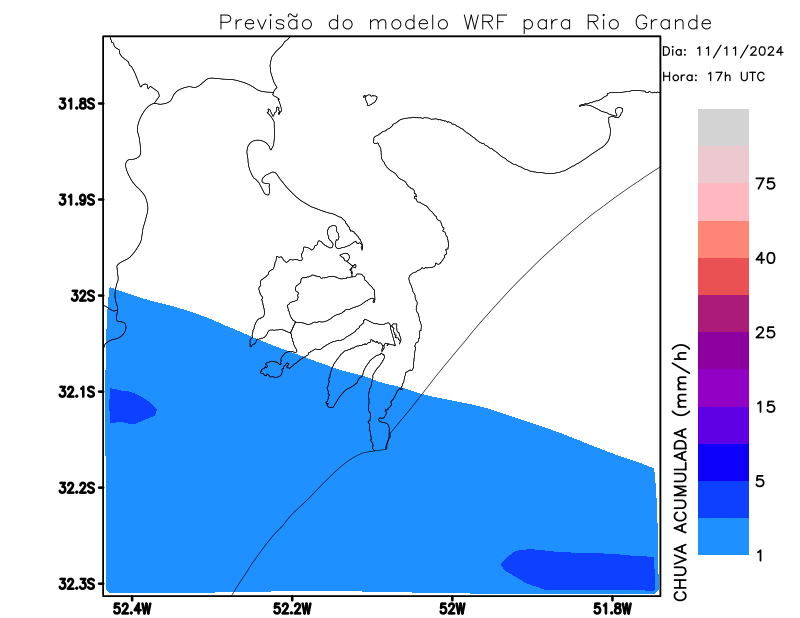 Previsão do modelo WRF para Rio Grande
Dia: 11/11/2024
Hora: 17h UTC
31.8S
31.9S
32S
32.1S
32.2S
32.3S
52.4W
52.2W
52W
51.8W
75
40
25
15
5
1
CHUVA ACUMULADA (mm/h)